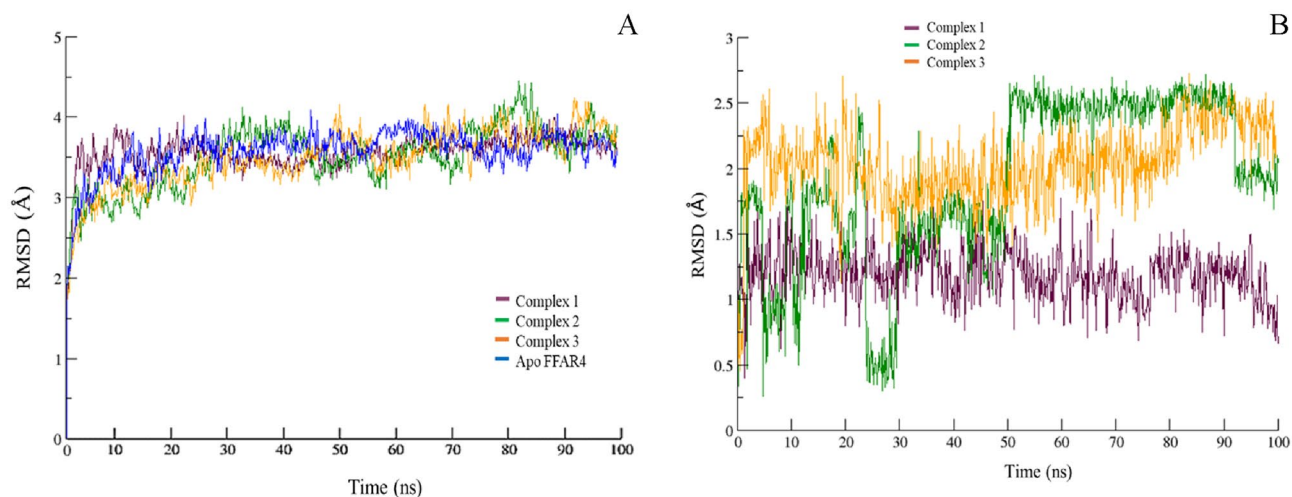 A
5
4
3
2
1
0
RMSD (Å)
Complex 1
Complex 2
Complex 3
Apo FFAR4
0 10 20 30 40 50 60 70 80 90 100
Time (ns)
B
Complex 1
Complex 2
Complex 3
3
2.5
2
1.5
1
0.5
0
RMSD (Å)
0 10 20 30 40 50 60 70 80 90 100
Time (ns)